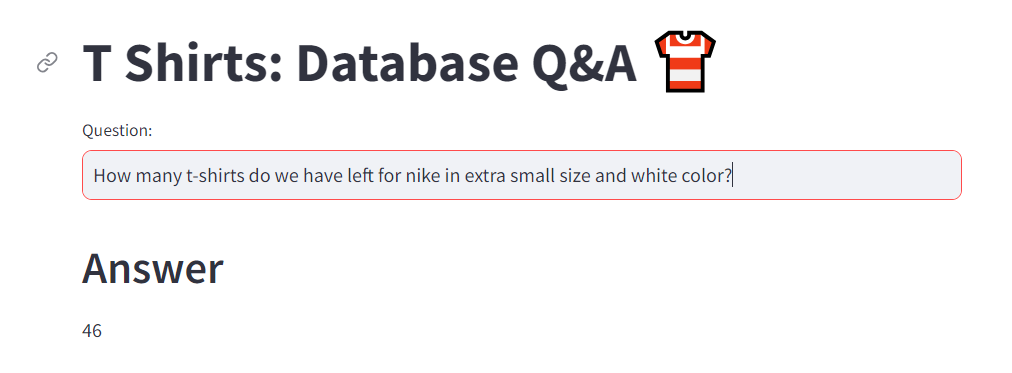 T Shirts: Database Q&A 👕
Question:
How many t-shirts do we have left for nike in extra small size and white color?
Answer
46